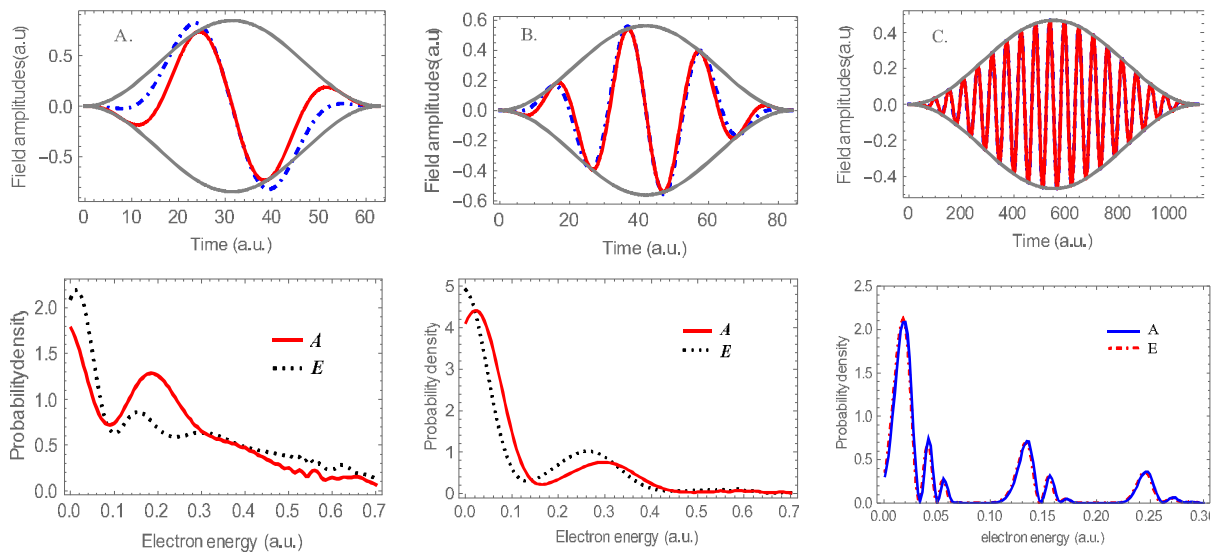 A.
Field amplitudes(a.u)
0.5
0.0
−0.5
0 10 20 30 40 50 60
Time (a.u.)
B.
Field amplitudes(a.u)
0.6
0.4
0.2
0.0
−0.2
−0.4
−0.6
0 20 40 60 80
Time (a.u.)
C.
Field amplitudes(a.u)
0.4
0.2
0.0
−0.2
−0.4
0 200 400 600 800 1000
Time (a.u.)
Probability density
2.0
1.5
1.0
0.5
0.0
A
E
0.0 0.1 0.2 0.3 0.4 0.5 0.6 0.7
Electron energy (a.u.)
Probability density
5
4
3
2
1
0
A
E
0.0 0.1 0.2 0.3 0.4 0.5 0.6 0.7
Electron energy (a.u.)
Probability density
2.5
2.0
1.5
1.0
0.5
0.0
A
E
0.00 0.05 0.10 0.15 0.20 0.25 0.30
electron energy (a.u.)